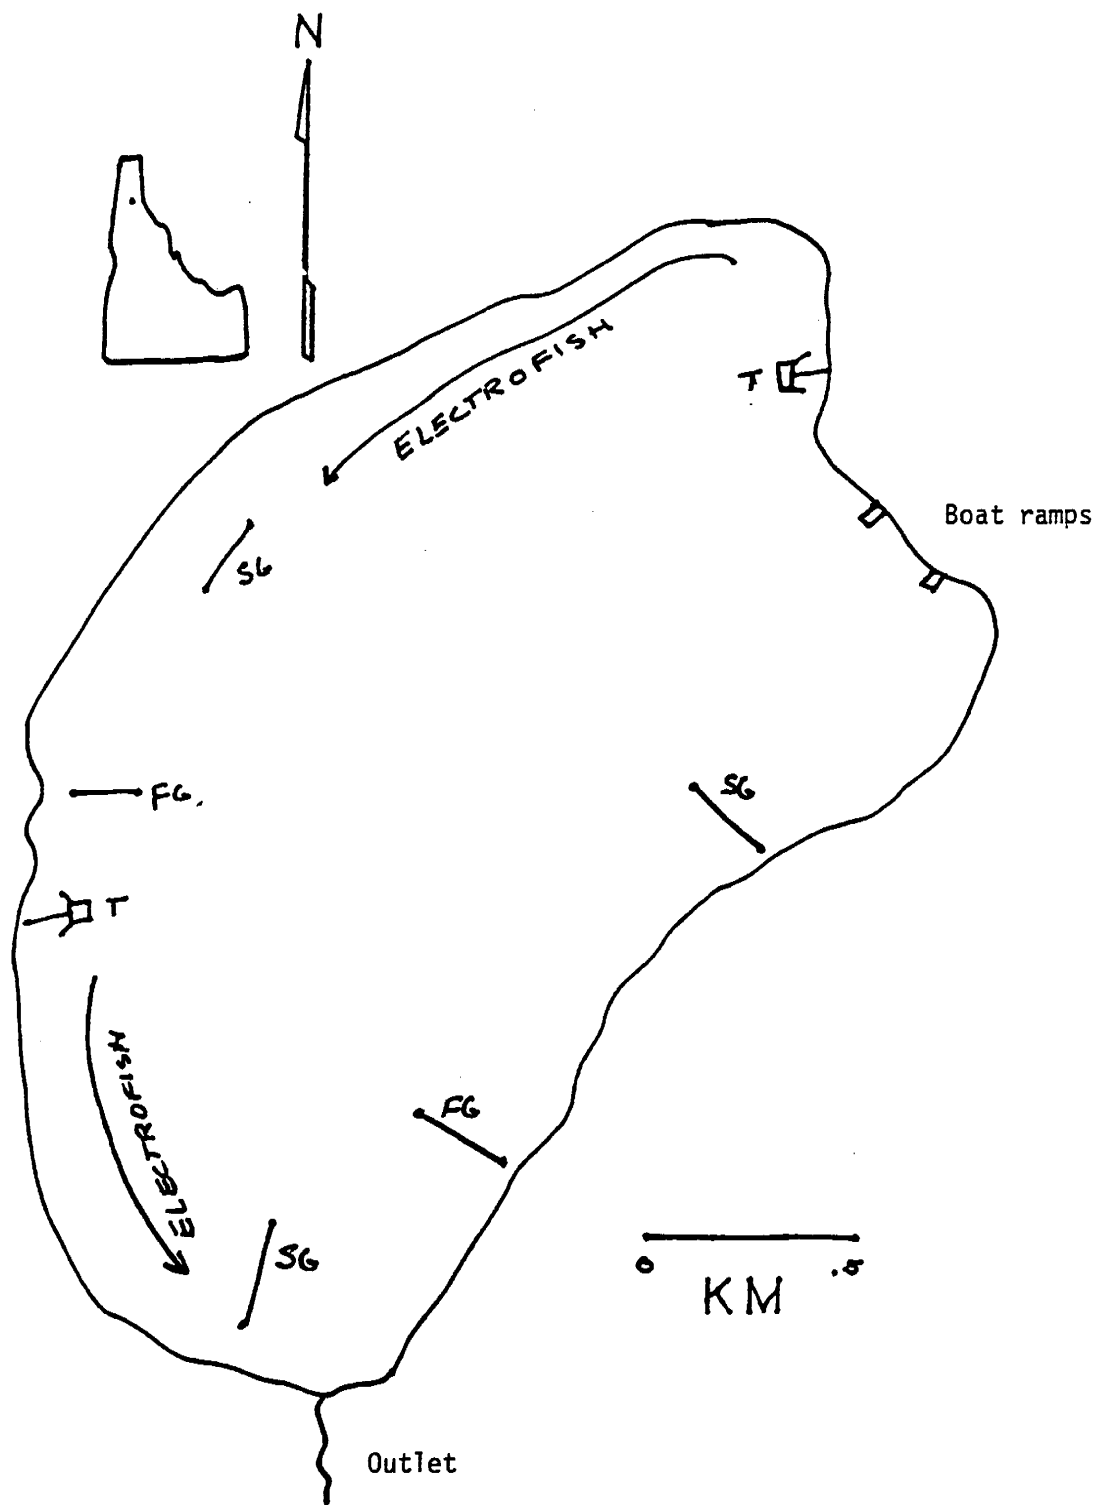 N
ELECTROFISH
T
Boat ramps
SG
FG.
SG
T
ELECTROFISH
FG
SG
0 .5
KM
Outlet